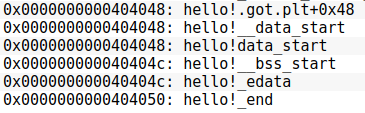 0x0000000000404048: hello!.got.plt+0x48
0x0000000000404048: hello!__data_start
0x0000000000404048: hello!data_start
0x000000000040404c: hello!__bss_start
0x000000000040404c: hello!_edata
0x0000000000404050: hello!_end